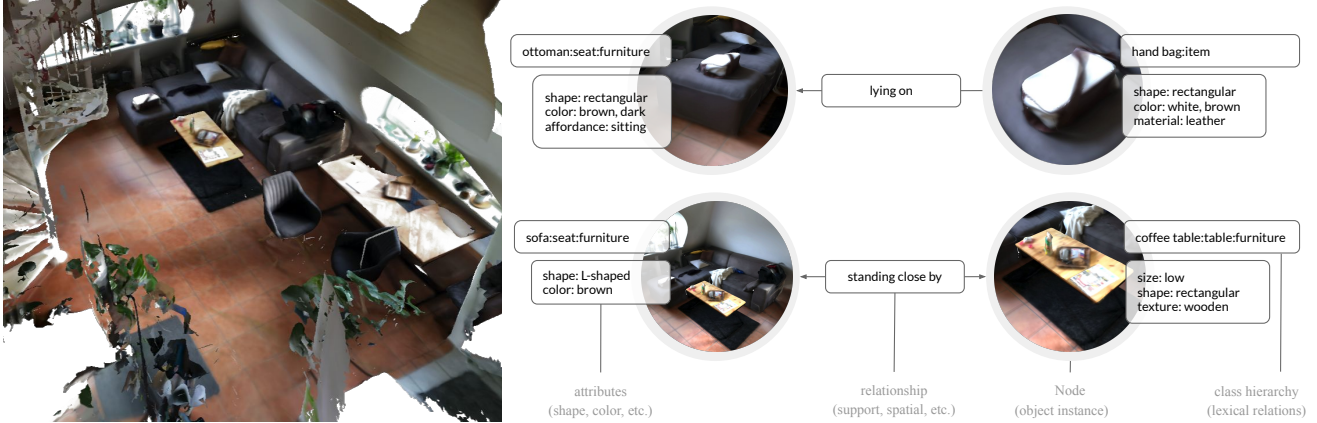 ottoman:seat:furniture
shape: rectangular
color: brown, dark
affordance: sitting
lying on
hand bag:item
shape: rectangular
color: white, brown
material: leather
sofa:seat:furniture
shape: L-shaped
color: brown
standing close by
coffee table:table:furniture
size: low
shape: rectangular
texture: wooden
attributes
(shape, color, etc.)
relationship
(support, spatial, etc.)
Node
(object instance)
class hierarchy
(lexical relations)